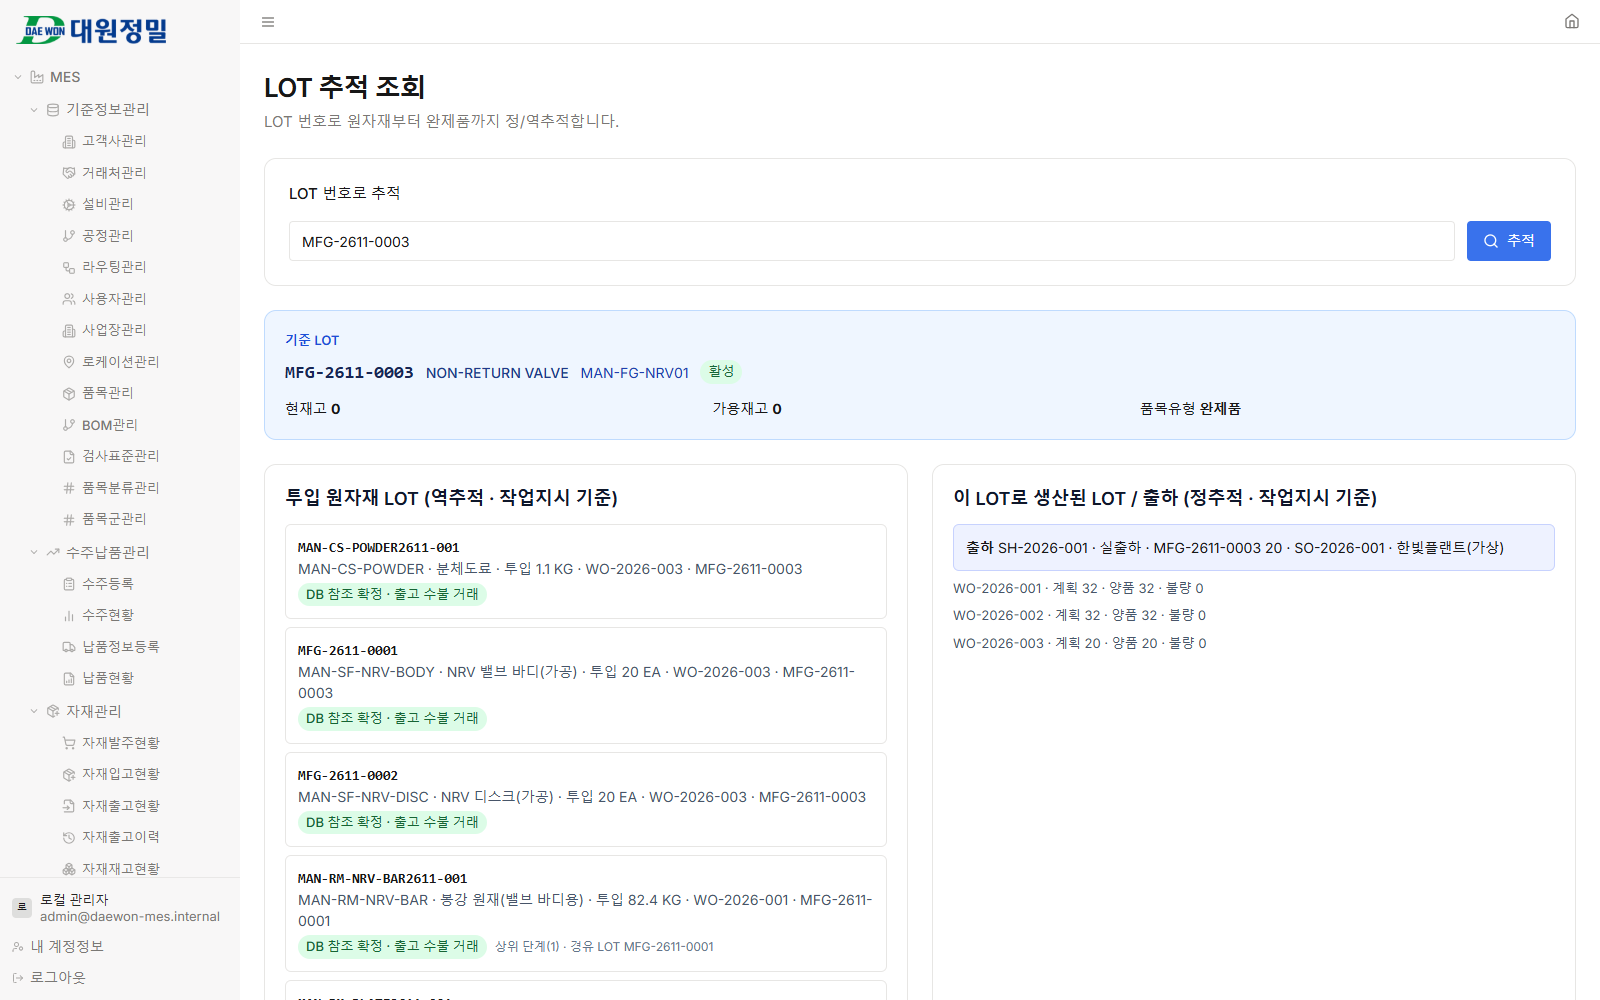 DAE WON 대원정밀
MES
기준정보관리
고객사관리
거래처관리
설비관리
공정관리
라우팅관리
사용자관리
사업장관리
로케이션관리
품목관리
BOM관리
검사표준관리
품목분류관리
품목군관리
수주납품관리
수주등록
수주현황
납품정보등록
납품현황
자재관리
자재발주현황
자재입고현황
자재출고현황
자재출고이력
자재재고현황
로
로컬 관리자
admin@daewon-mes.internal
내 계정정보
로그아웃
LOT 추적 조회
LOT 번호로 원자재부터 완제품까지 정/역추적합니다.
LOT 번호로 추적
MFG-2611-0003
추적
기준 LOT
MFG-2611-0003 NON-RETURN VALVE MAN-FG-NRV01 활성
현재고 0 가용재고 0 품목유형 완제품
투입 원자재 LOT (역추적 · 작업지시 기준)
MAN-CS-POWDER2611-001
MAN-CS-POWDER · 분체도료 · 투입 1.1 KG · WO-2026-003 · MFG-2611-0003
DB 참조 확정 · 출고 수불 거래
MFG-2611-0001
MAN-SF-NRV-BODY · NRV 밸브 바디(가공) · 투입 20 EA · WO-2026-003 · MFG-2611-
0003
DB 참조 확정 · 출고 수불 거래
MFG-2611-0002
MAN-SF-NRV-DISC · NRV 디스크(가공) · 투입 20 EA · WO-2026-003 · MFG-2611-0003
DB 참조 확정 · 출고 수불 거래
MAN-RM-NRV-BAR2611-001
MAN-RM-NRV-BAR · 봉강 원재(밸브 바디용) · 투입 82.4 KG · WO-2026-001 · MFG-2611-
0001
DB 참조 확정 · 출고 수불 거래 상위 단계(1) · 경유 LOT MFG-2611-0001
이 LOT로 생산된 LOT / 출하 (정추적 · 작업지시 기준)
출하 SH-2026-001 · 실출하 · MFG-2611-0003 20 · SO-2026-001 · 한빛플랜트(가상)
WO-2026-001 · 계획 32 · 양품 32 · 불량 0
WO-2026-002 · 계획 32 · 양품 32 · 불량 0
WO-2026-003 · 계획 20 · 양품 20 · 불량 0